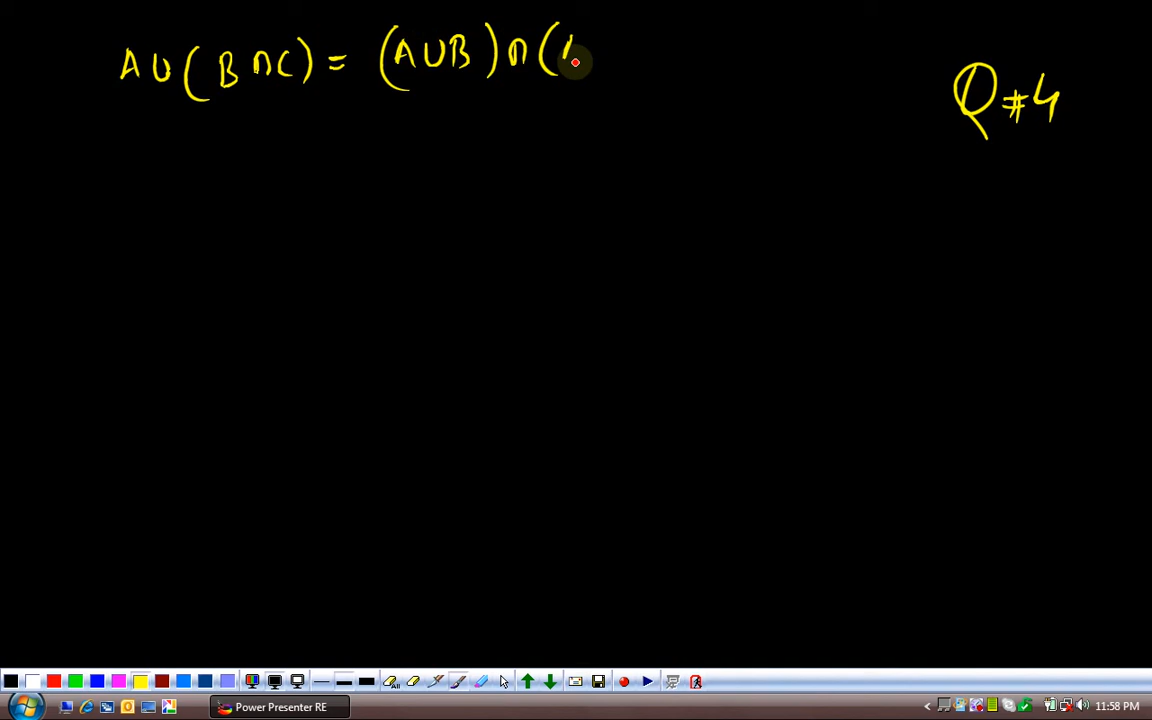 A∪(B∩C) = (A∪B)∩(
Q#4
Power Presenter RE
11:58 PM